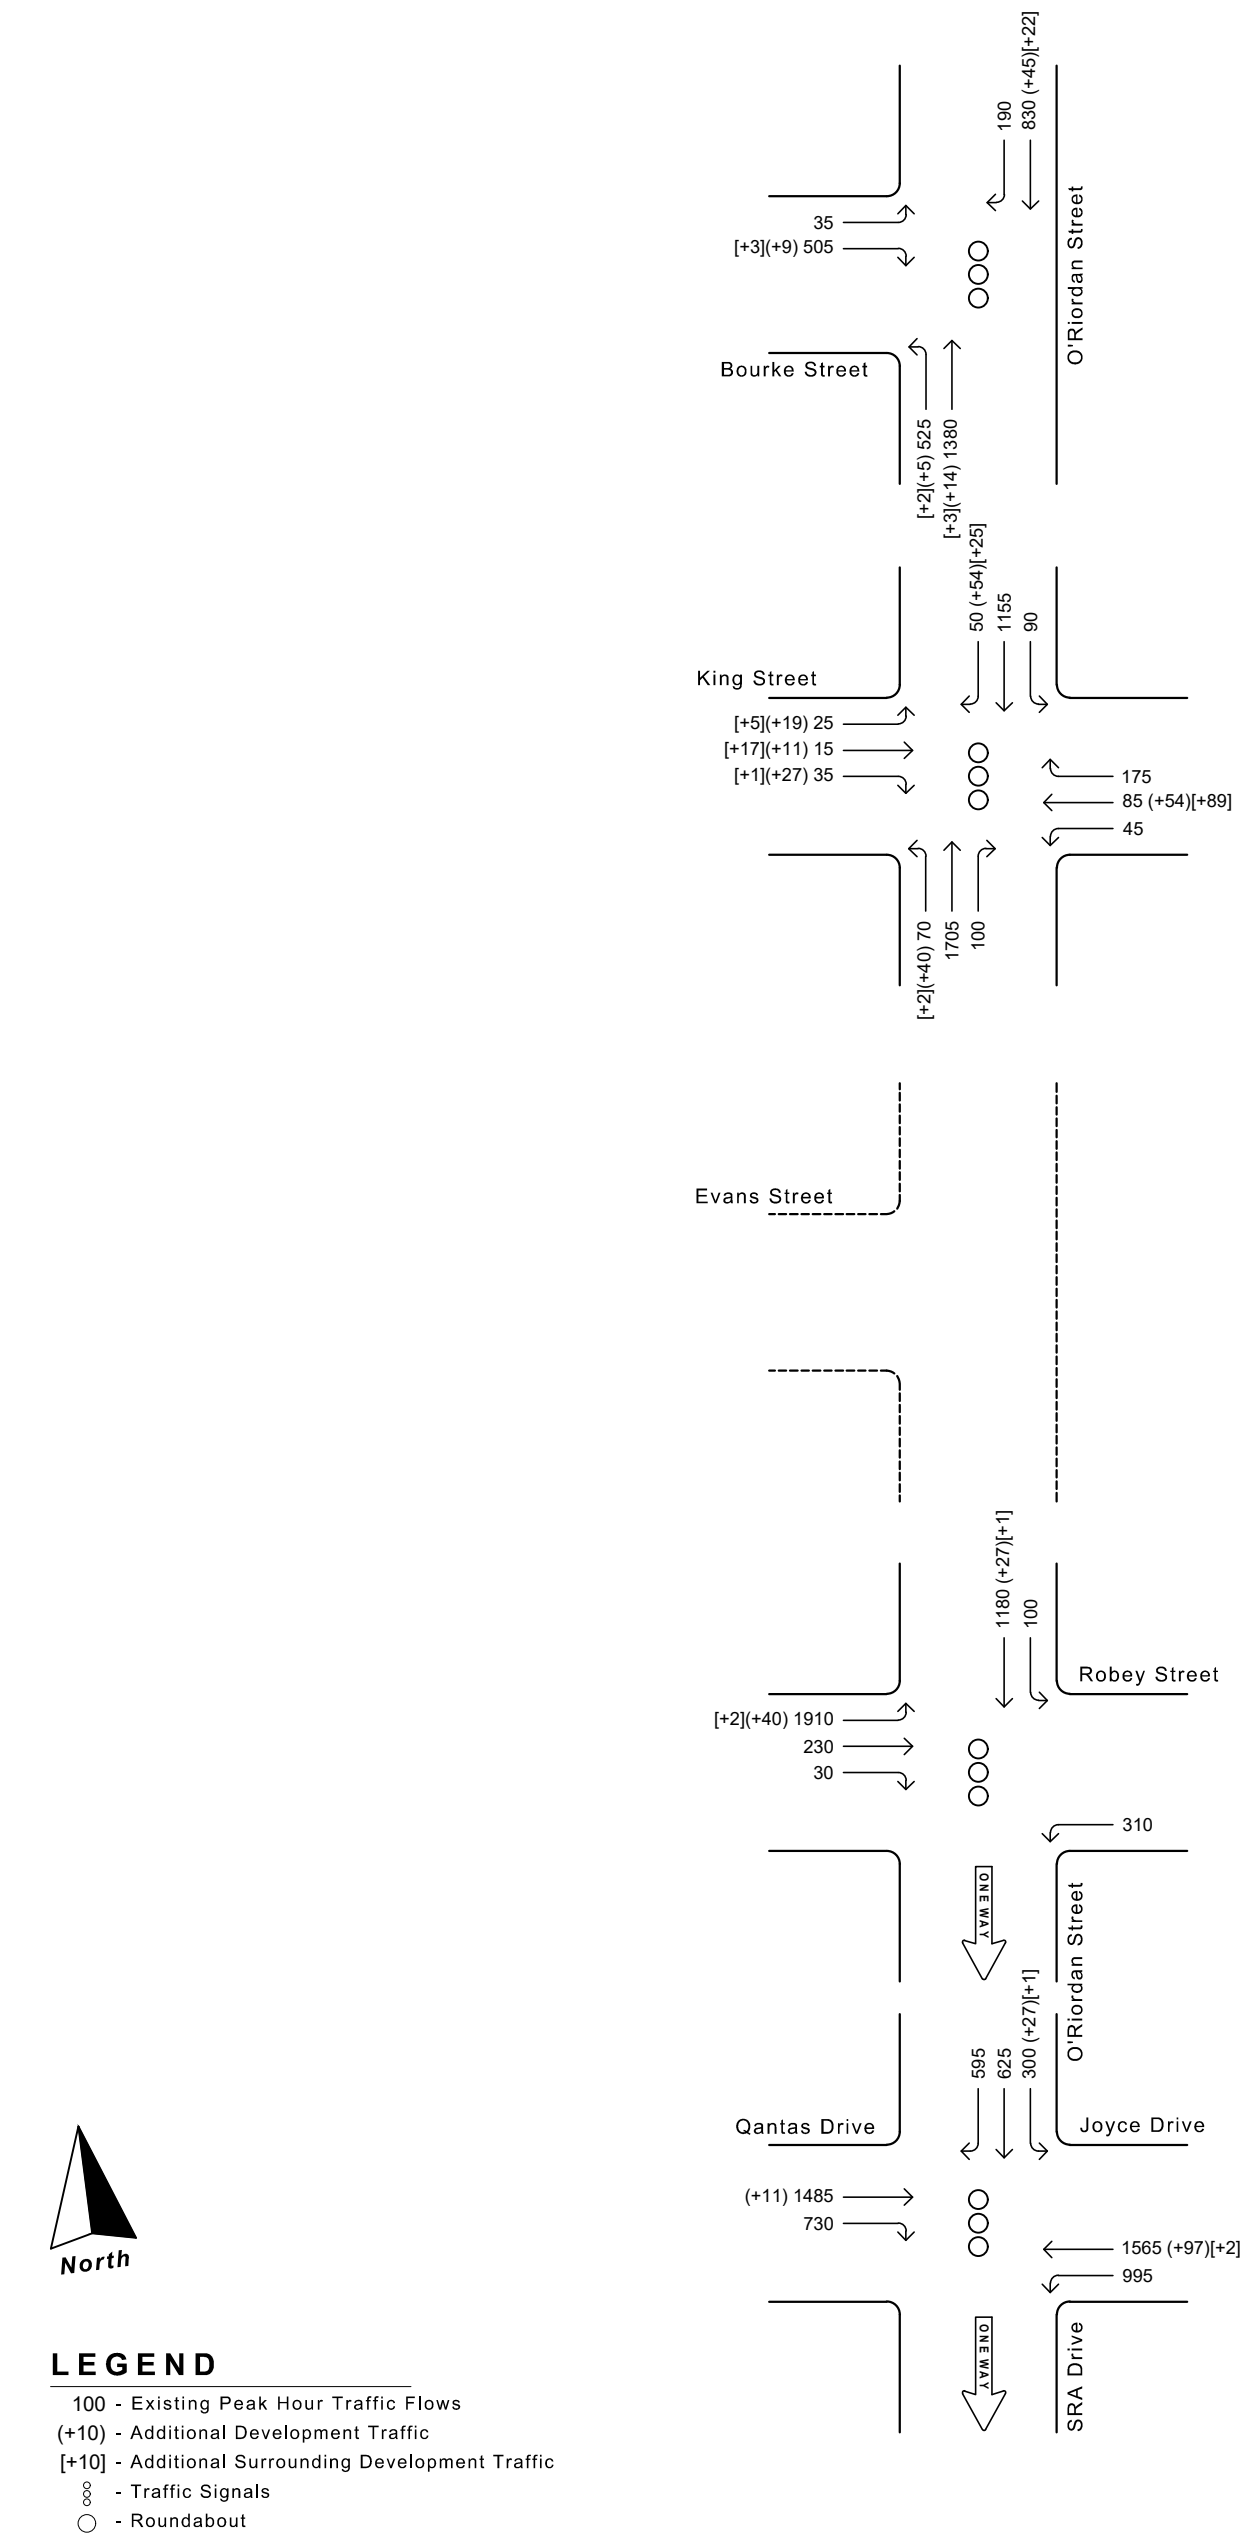 190
830 (+45)[+22]
O'Riordan Street
35
[+3](+9) 505
Bourke Street
[+2](+5) 525
[+3](+14) 1380
50 (+54)[+25]
1155
90
King Street
[+5](+19) 25
[+17](+11) 15
[+1](+27) 35
175
85 (+54)[+89]
45
[+2](+40) 70
1705
100
Evans Street
1180 (+27)[+1]
100
Robey Street
[+2](+40) 1910
230
30
310
ONE WAY
O'Riordan Street
595
625
300 (+27)[+1]
Qantas Drive
Joyce Drive
(+11) 1485
730
1565 (+97)[+2]
995
ONE WAY
SRA Drive
North
LEGEND
100 - Existing Peak Hour Traffic Flows
(+10) - Additional Development Traffic
[+10] - Additional Surrounding Development Traffic
- Traffic Signals
- Roundabout